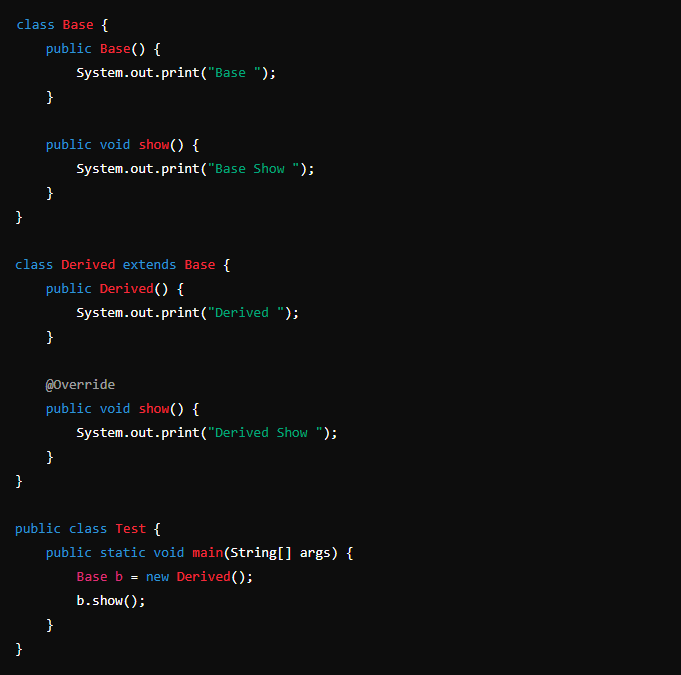 class Base {
    public Base() {
        System.out.print("Base ");
    }

    public void show() {
        System.out.print("Base Show ");
    }
}

class Derived extends Base {
    public Derived() {
        System.out.print("Derived ");
    }

    @Override
    public void show() {
        System.out.print("Derived Show ");
    }
}

public class Test {
    public static void main(String[] args) {
        Base b = new Derived();
        b.show();
    }
}